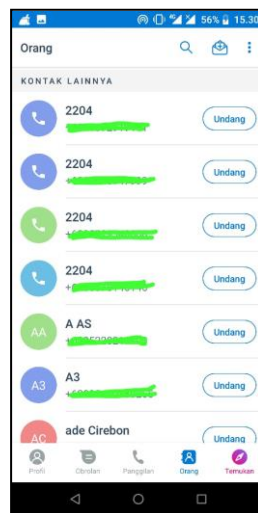 56% 15.30
Orang
KONTAK LAINNYA
2204
Undang
2204
Undang
2204
Undang
2204
Undang
AA
A AS
Undang
A3
A3
Undang
AC
ade Cirebon
Undang
Profil
Obrolan
Panggilan
Orang
Temukan